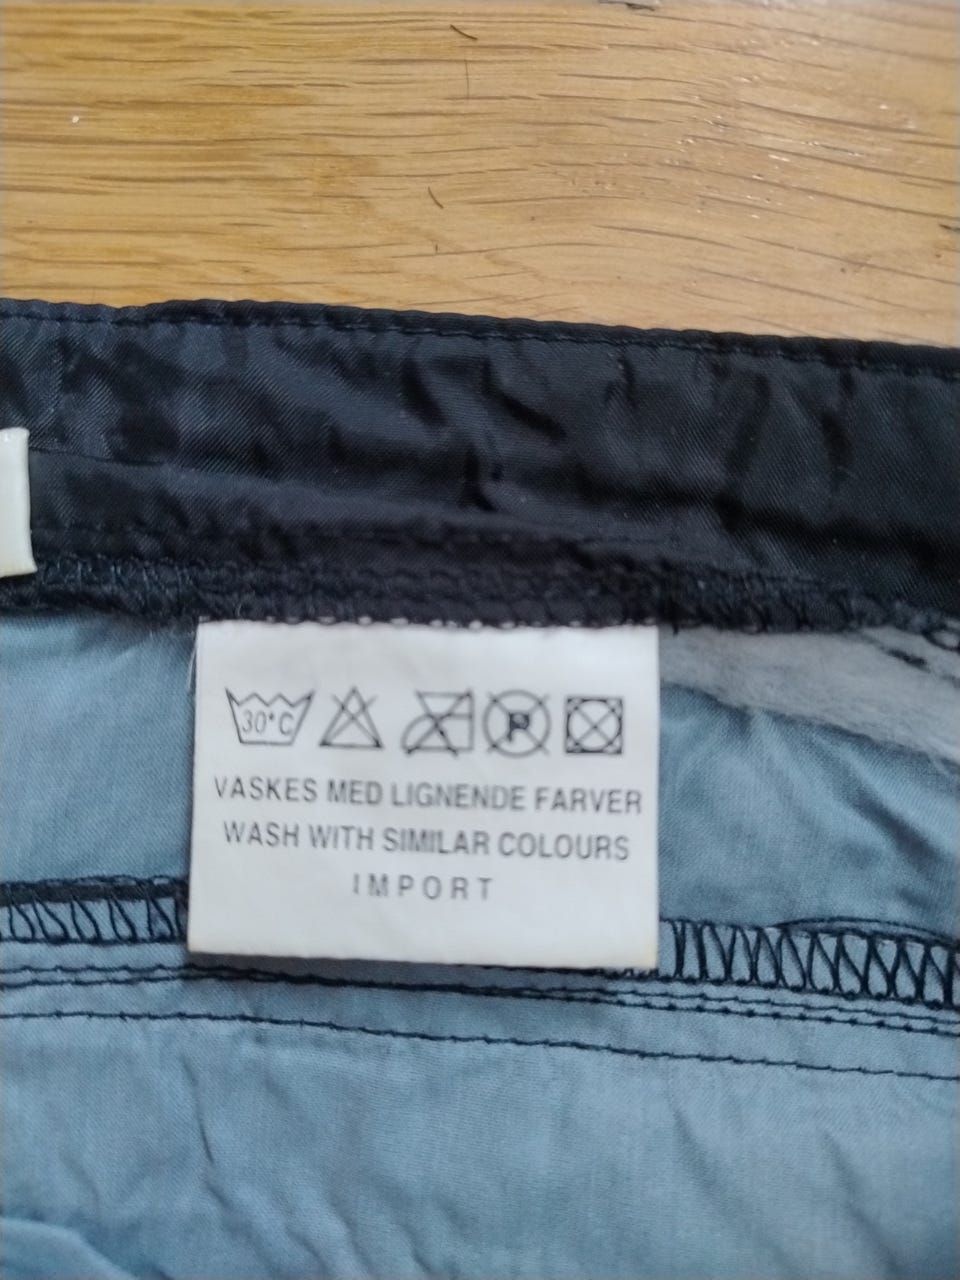 30°C P
VASKES MED LIGNENDE FARVER
WASH WITH SIMILAR COLOURS
IMPORT